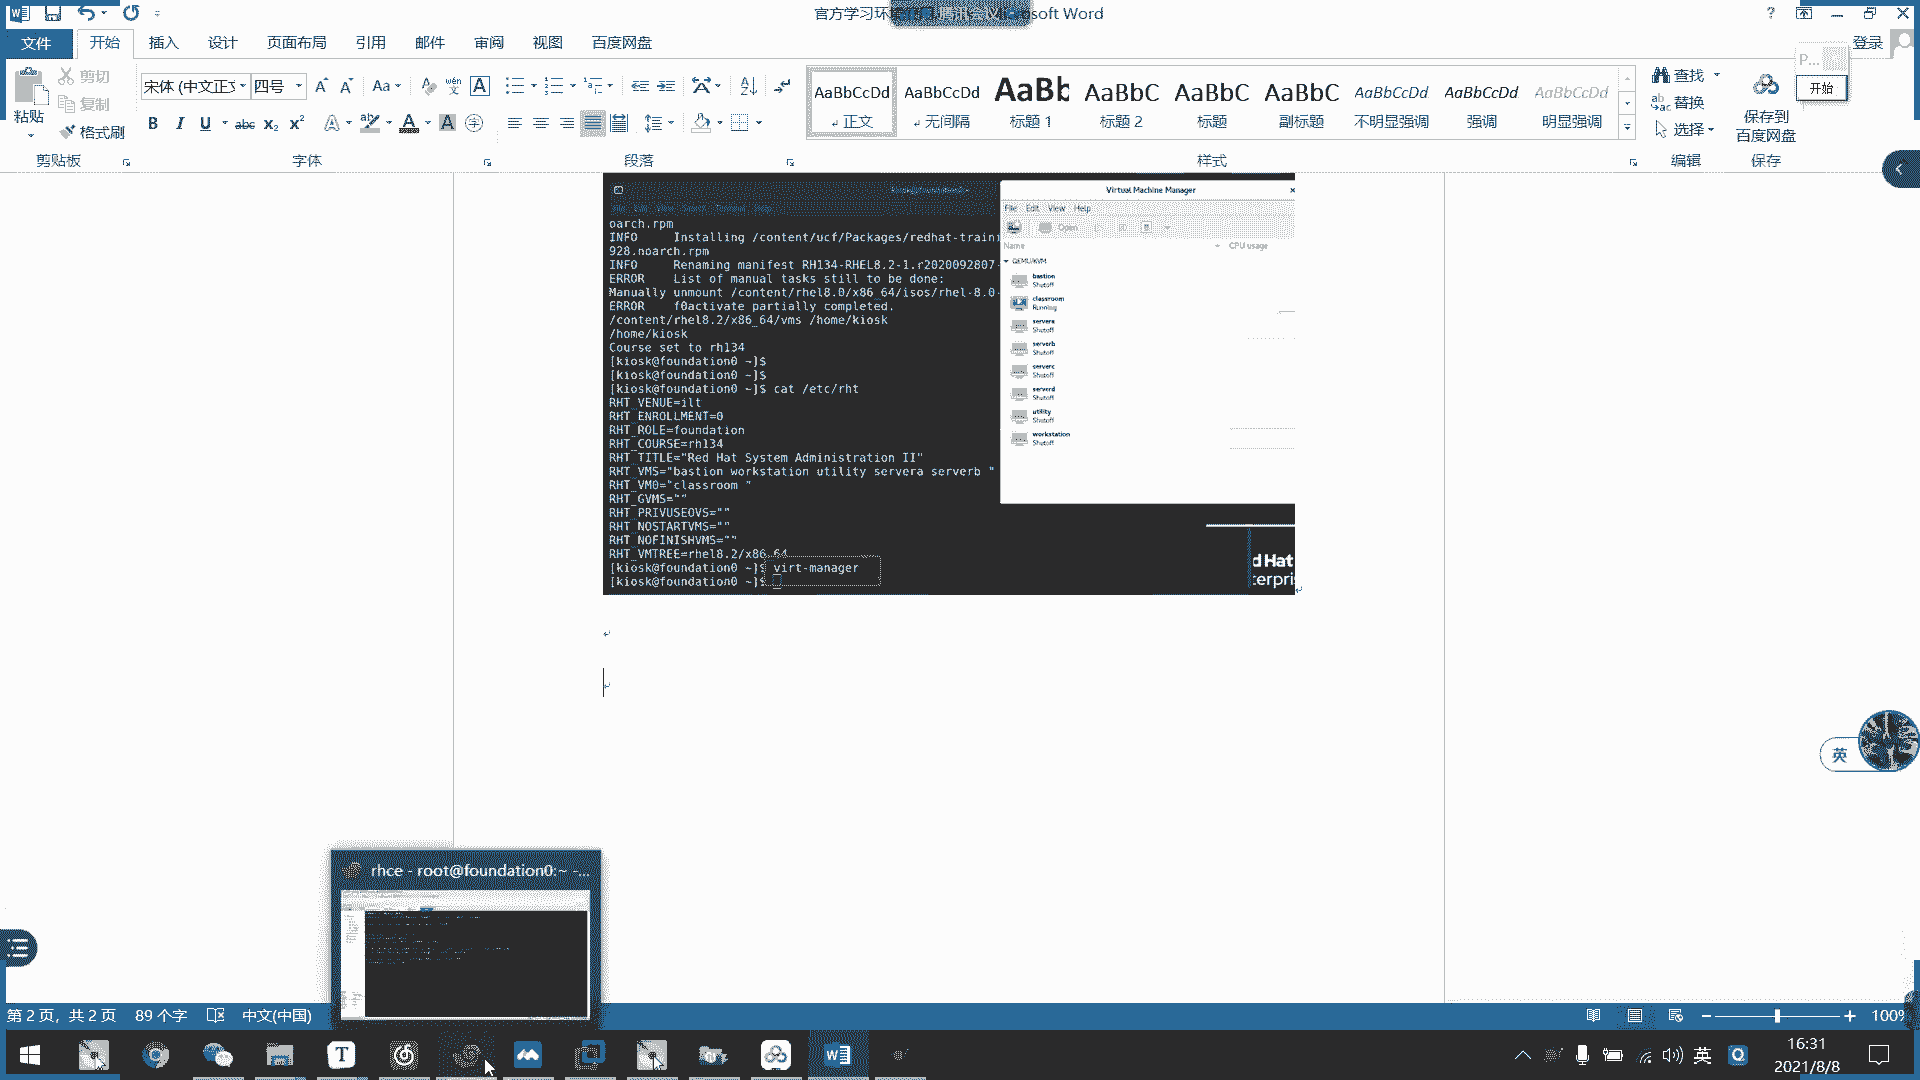 Microsoft Word
文件
开始
插入
设计
页面布局
引用
邮件
审阅
视图
百度网盘
登录
粘贴
剪切
复制
格式刷
宋体 (中文正文
四号
AaBbCcDd
AaBbCcDd
AaBb
AaBbC
AaBbC
AaBbC
AaBbCcDd
AaBbCcDd
AaBbCcDd
正文
无间隔
标题 1
标题 2
标题
副标题
不明显强调
强调
明显强调
查找
替换
选择
开始
保存到
百度网盘
剪贴板
字体
段落
样式
编辑
保存
oarch.rpm
INFO Installing /content/ucf/Packages/redhat-train
928.noarch.rpm
INFO Renaming manifest RH134-RHEL8.2-1.r2020092807-
ERROR List of manual tasks still to be done:
Manually unmount /content/rhel8.0/x86_64/isos/rhel-8.0-
ERROR f0activate partially completed.
/content/rhel8.2/x86_64/vms /home/kiosk
/home/kiosk
Course set to rh134
[kiosk@foundation0 ~]$
[kiosk@foundation0 ~]$
[kiosk@foundation0 ~]$ cat /etc/rht
RHT_VENUE=ilt
RHT_ENROLLMENT=0
RHT_ROLE=foundation
RHT_COURSE=rh134
RHT_TITLE="Red Hat System Administration II"
RHT_VMS="bastion workstation utility servera serverb "
RHT_VM0="classroom "
RHT_GVMS=""
RHT_PRIVUSEOVS=""
RHT_NOSTARTVMS=""
RHT_NOFINISHVMS=""
RHT_VMTREE=rhel8.2/x86_64
[kiosk@foundation0 ~]$ virt-manager
[kiosk@foundation0 ~]$
Virtual Machine Manager
File Edit View Help
Open
Name
CPU usage
QEMU/KVM
bastion
Shutoff
classroom
Running
servera
Shutoff
serverb
Shutoff
serverc
Shutoff
serverd
Shutoff
utility
Shutoff
workstation
Shutoff
d Hat
terpri
rhce - root@foundation0:~ -...
英
第 2 页，共 2 页
89 个字
中文(中国)
100%
英
16:31
2021/8/8